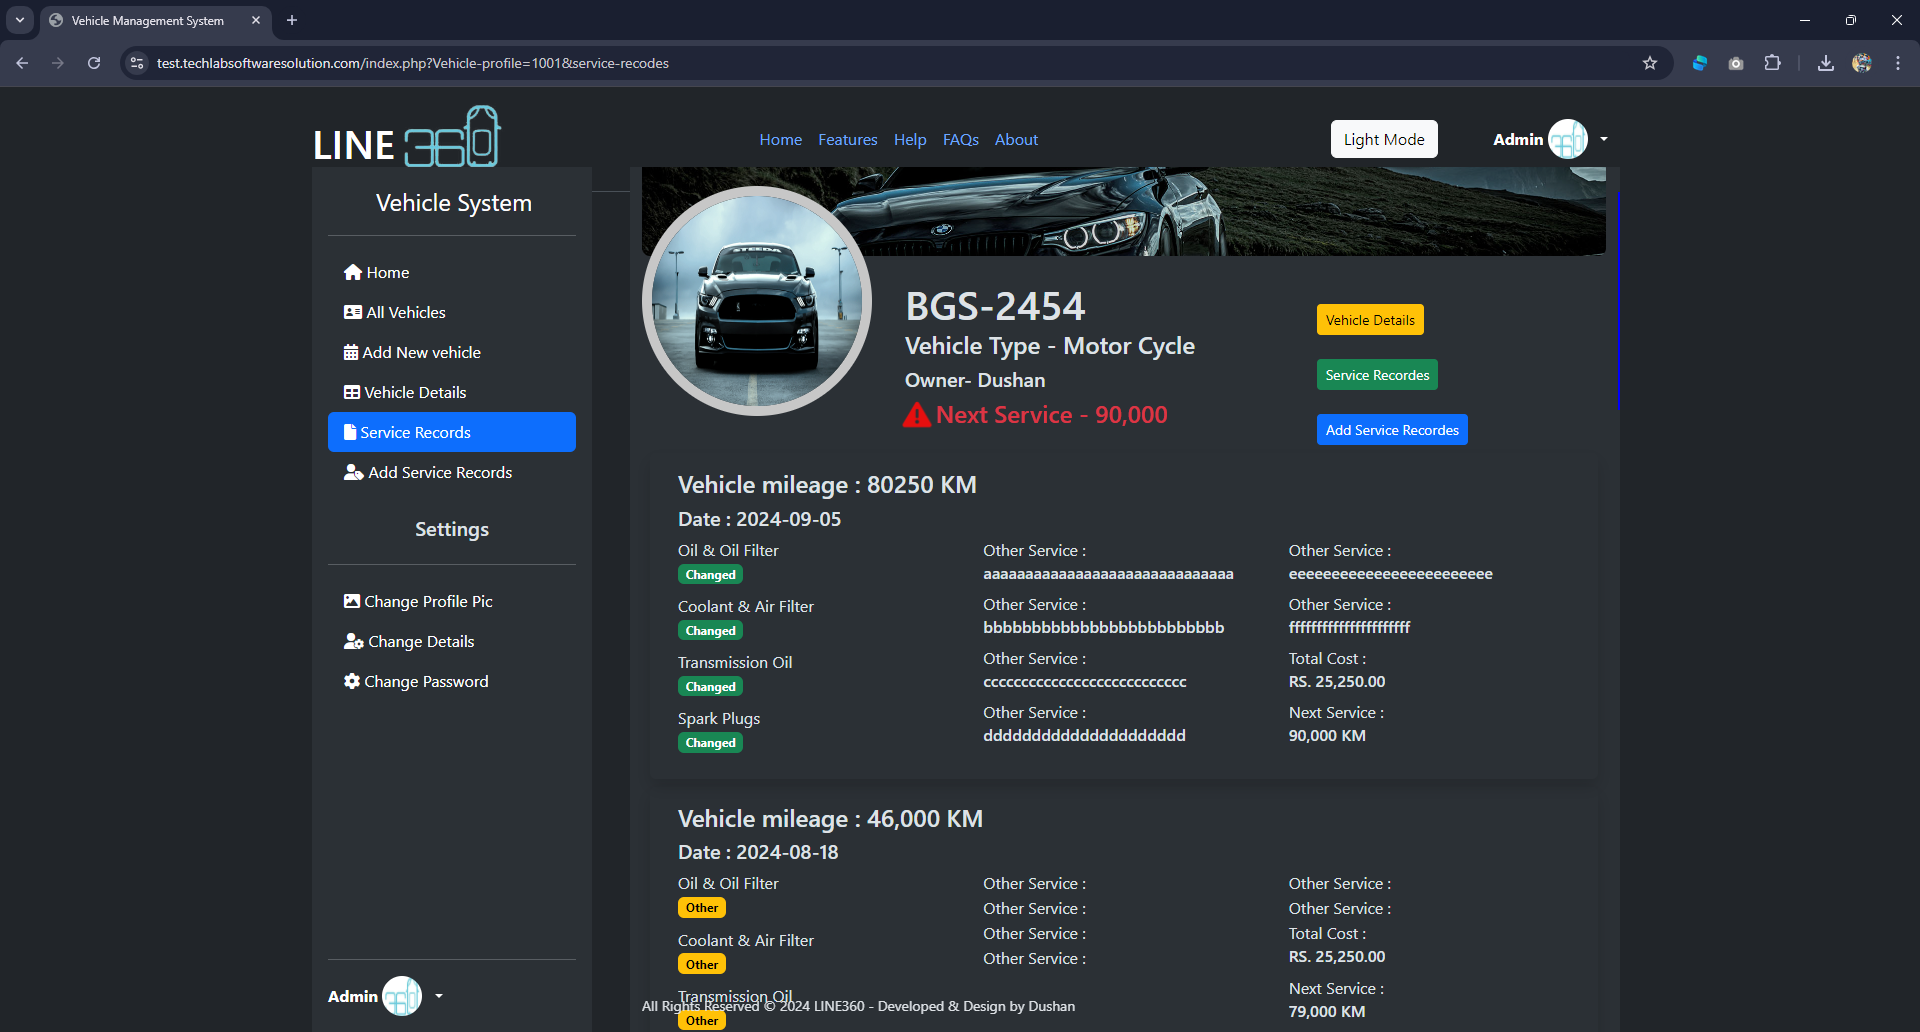 Vehicle Management System
test.techlabsoftwaresolution.com/index.php?Vehicle-profile=1001&service-recodes
LINE 360
Home Features Help FAQs About
Light Mode
Admin
Vehicle System
Home
All Vehicles
Add New vehicle
Vehicle Details
Service Records
Add Service Records
Settings
Change Profile Pic
Change Details
Change Password
Admin
STEEDA
BGS-2454
Vehicle Type - Motor Cycle
Owner- Dushan
Next Service - 90,000
Vehicle Details
Service Recordes
Add Service Recordes
Vehicle mileage : 80250 KM
Date : 2024-09-05
Oil & Oil Filter
Changed
Coolant & Air Filter
Changed
Transmission Oil
Changed
Spark Plugs
Changed
Other Service :
aaaaaaaaaaaaaaaaaaaaaaaaaaaaaa
Other Service :
bbbbbbbbbbbbbbbbbbbbbbbbb
Other Service :
ccccccccccccccccccccccccccc
Other Service :
ddddddddddddddddddddd
Other Service :
eeeeeeeeeeeeeeeeeeeeeeee
Other Service :
ffffffffffffffffffffff
Total Cost :
RS. 25,250.00
Next Service :
90,000 KM
Vehicle mileage : 46,000 KM
Date : 2024-08-18
Oil & Oil Filter
Other
Coolant & Air Filter
Other
Transmission Oil
Other
Other Service :
Other Service :
Other Service :
Other Service :
Other Service :
Other Service :
Total Cost :
RS. 25,250.00
Next Service :
79,000 KM
All Rights Reserved © 2024 LINE360 - Developed & Design by Dushan